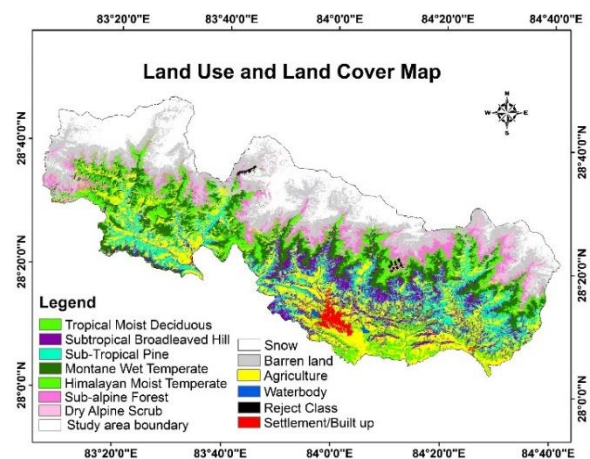 83°20'0"E 83°40'0"E 84°0'0"E 84°20'0"E 84°40'0"E
Land Use and Land Cover Map
N
W E
S
28°40'0"N 28°40'0"N
28°20'0"N 28°20'0"N
28°0'0"N 28°0'0"N
Legend
Tropical Moist Deciduous
Subtropical Broadleaved Hill
Sub-Tropical Pine
Montane Wet Temperate
Himalayan Moist Temperate
Sub-alpine Forest
Dry Alpine Scrub
Study area boundary
Snow
Barren land
Agriculture
Waterbody
Reject Class
Settlement/Built up
83°20'0"E 83°40'0"E 84°0'0"E 84°20'0"E 84°40'0"E